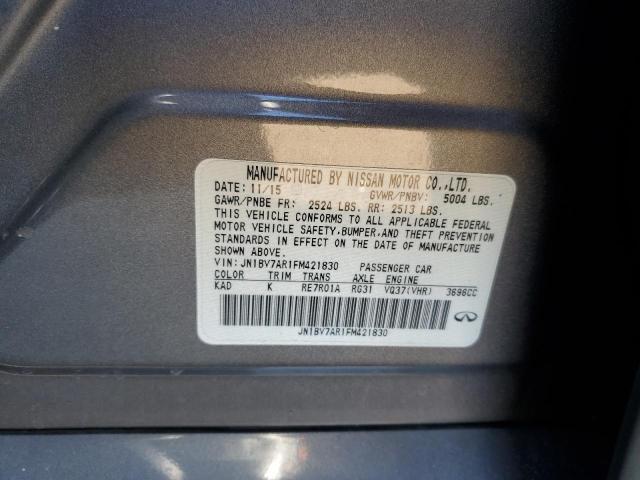 MANUFACTURED BY NISSAN MOTOR CO.,LTD.
DATE: 11/15 GVWR/PNBV: 5004 LBS.
GAWR/PNBE FR: 2524 LBS. RR: 2513 LBS.
THIS VEHICLE CONFORMS TO ALL APPLICABLE FEDERAL
MOTOR VEHICLE SAFETY,BUMPER,AND THEFT PREVENTION
STANDARDS IN EFFECT ON THE DATE OF MANUFACTURE
SHOWN ABOVE.
VIN: JN1BV7AR1FM421830 PASSENGER CAR
COLOR TRIM TRANS AXLE ENGINE
KAD K RE7R01A RG31 VQ37(VHR) 3696CC
JN1BV7AR1FM421830